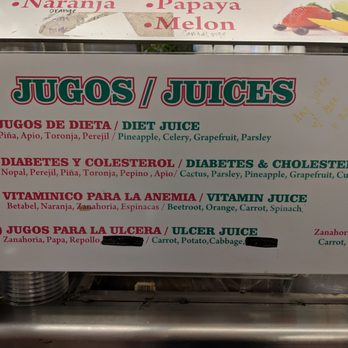 •Naranja •Papaya
orange
•Melon
JUGOS / JUICES
JUGOS DE DIETA / DIET JUICE
Piña, Apio, Toronja, Perejil / Pineapple, Celery, Grapefruit, Parsley
DIABETES Y COLESTEROL / DIABETES & CHOLESTE
Nopal, Perejil, Piña, Toronja, Pepino, Apio/ Cactus, Parsley, Pineapple, Grapefruit, Cu
VITAMINICO PARA LA ANEMIA / VITAMIN JUICE
Betabel, Naranja, Zanahoria, Espinacas / Beetroot, Orange, Carrot, Spinach
) JUGOS PARA LA ULCERA / ULCER JUICE
Zanahoria, Papa, Repollo, / Carrot, Potato, Cabbage,
Zanahor
Carrot,